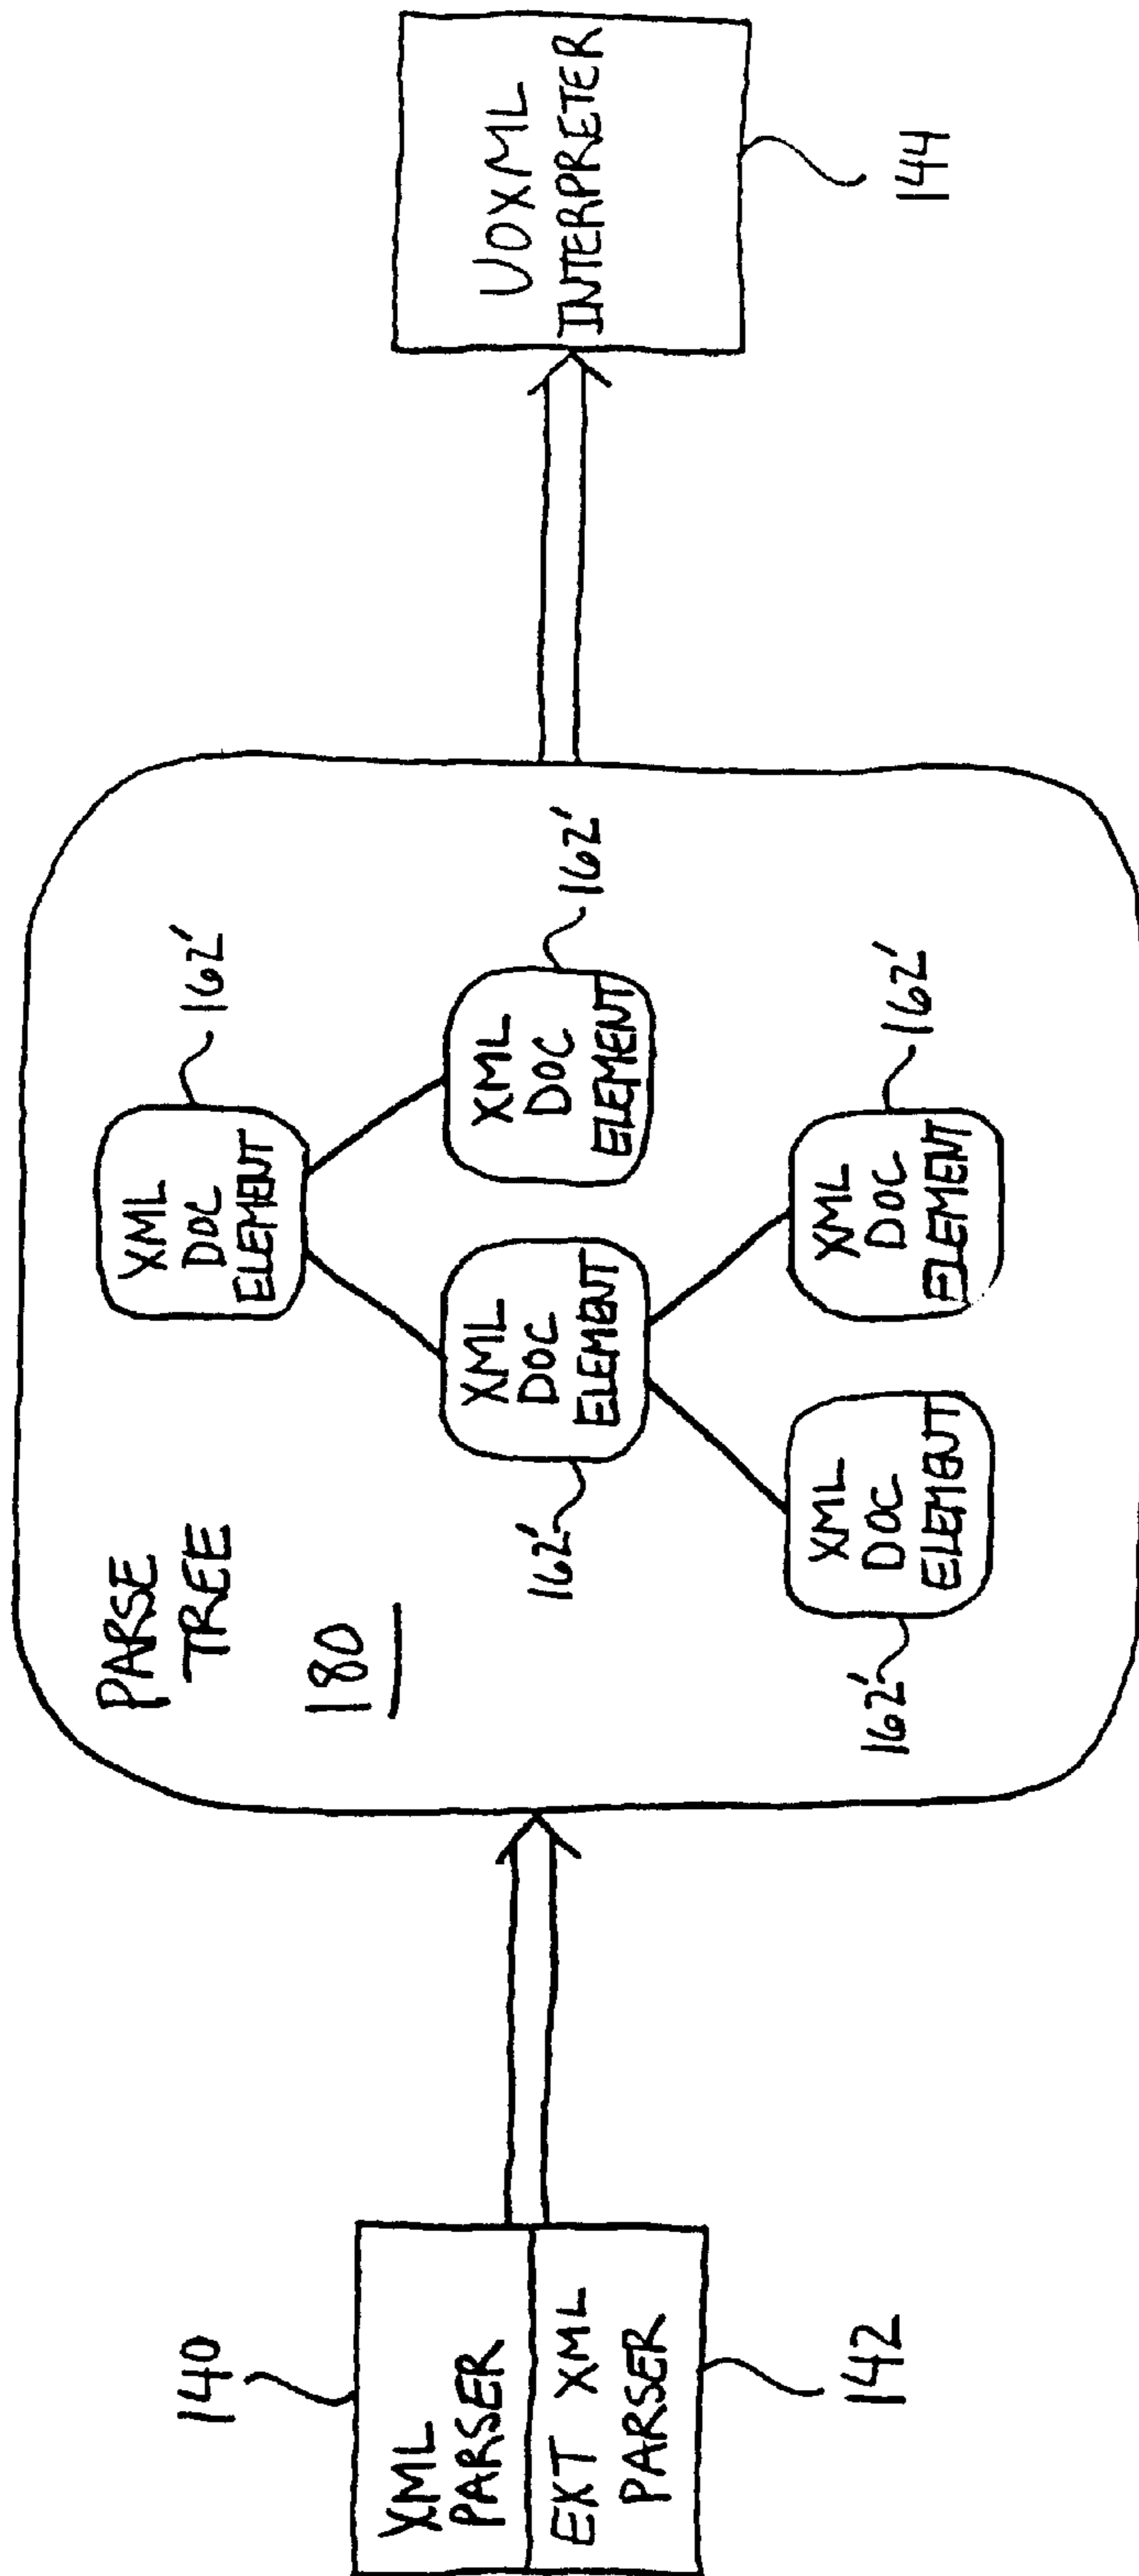 140
XML
PARSER
EXT XML
PARSER
142
PARSE
TREE
180
XML
DOC
ELEMENT
162'
XML
DOC
ELEMENT
162'
XML
DOC
ELEMENT
162'
XML
DOC
ELEMENT
162'
XML
DOC
ELEMENT
162'
VOXML
INTERPRETER
144